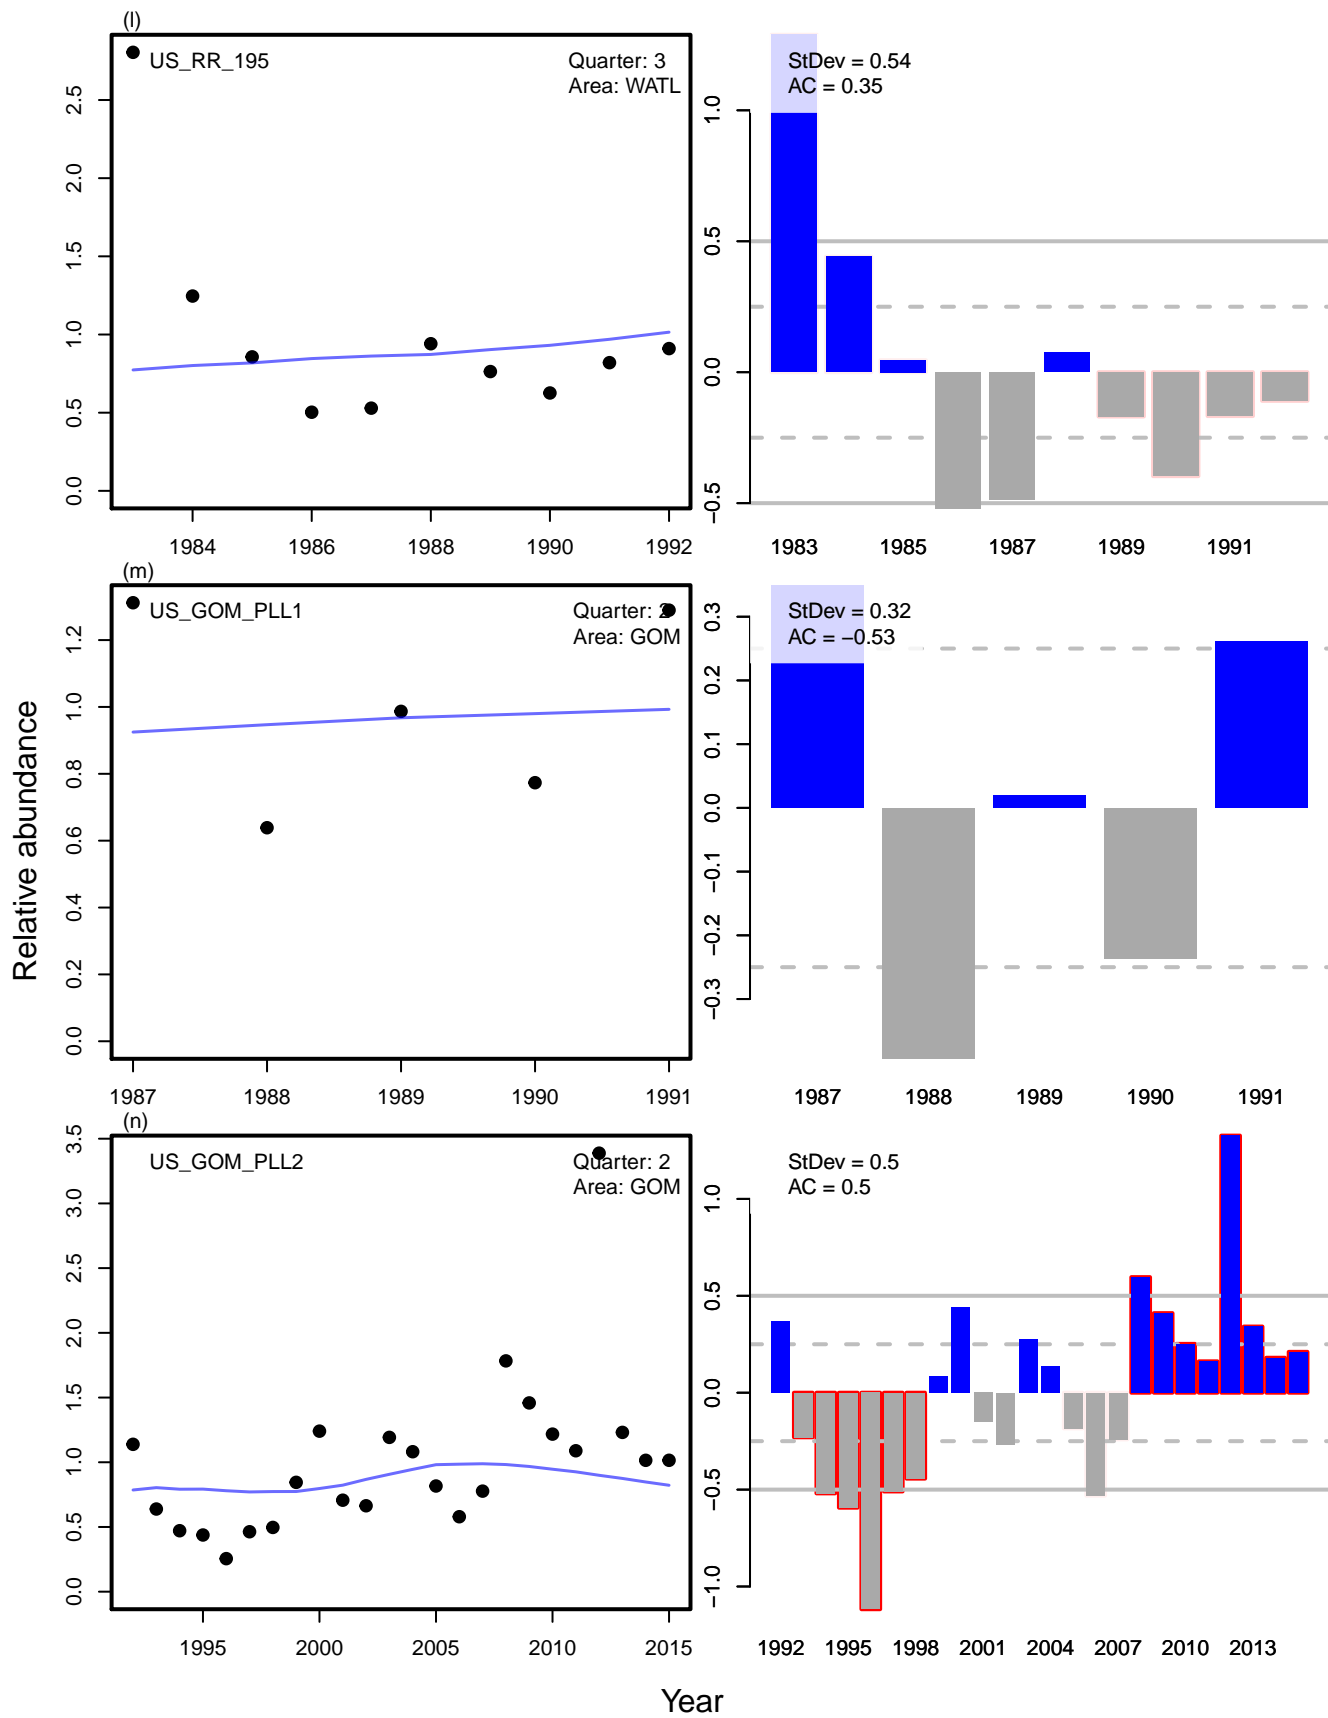 (l)
US_RR_195
Quarter: 3
Area: WATL
0.0 0.5 1.0 1.5 2.0 2.5
1984 1986 1988 1990 1992
StDev = 0.54
AC = 0.35
−0.5 0.0 0.5 1.0
1983 1985 1987 1989 1991
(m)
US_GOM_PLL1
Quarter: 2
Area: GOM
0.0 0.2 0.4 0.6 0.8 1.0 1.2
1987 1988 1989 1990 1991
StDev = 0.32
AC = −0.53
−0.3 −0.2 −0.1 0.0 0.1 0.2 0.3
1987 1988 1989 1990 1991
Relative abundance
(n)
US_GOM_PLL2
Quarter: 2
Area: GOM
0.0 0.5 1.0 1.5 2.0 2.5 3.0 3.5
1995 2000 2005 2010 2015
StDev = 0.5
AC = 0.5
−1.0 −0.5 0.0 0.5 1.0
1992 1995 1998 2001 2004 2007 2010 2013
Year